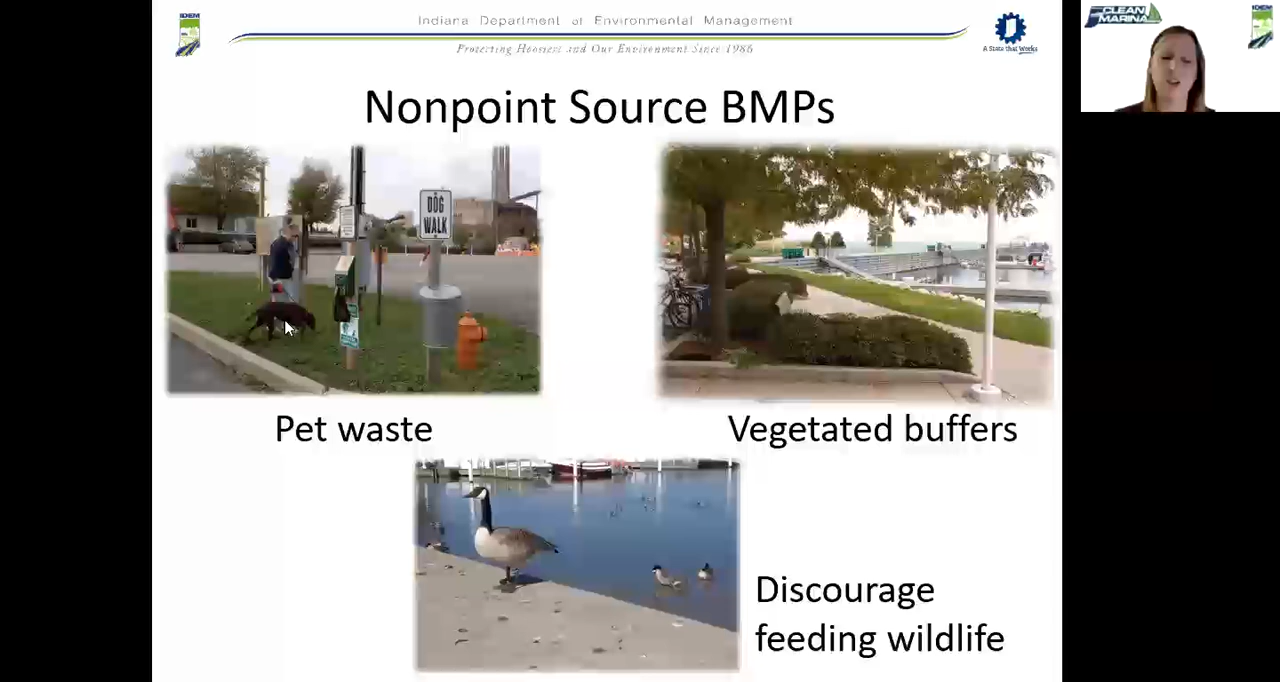 Indiana Department of Environmental Management
Protecting Hoosiers and Our Environment Since 1986
IDEM
A State that Works
CLEAN
MARINA
IDEM
Nonpoint Source BMPs
DOG
WALK
Pet waste
Vegetated buffers
Discourage
feeding wildlife